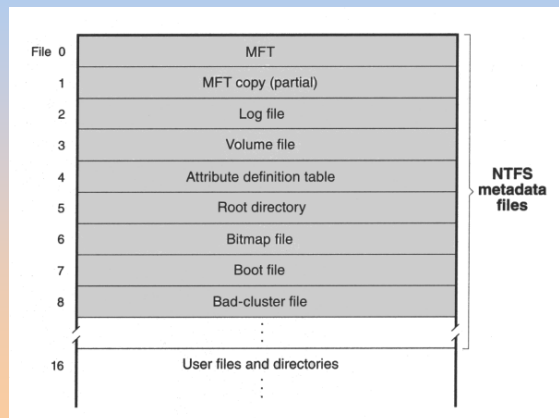 File 0 MFT
1 MFT copy (partial)
2 Log file
3 Volume file
4 Attribute definition table
5 Root directory
6 Bitmap file
7 Boot file
8 Bad-cluster file
16 User files and directories
NTFS
metadata
files